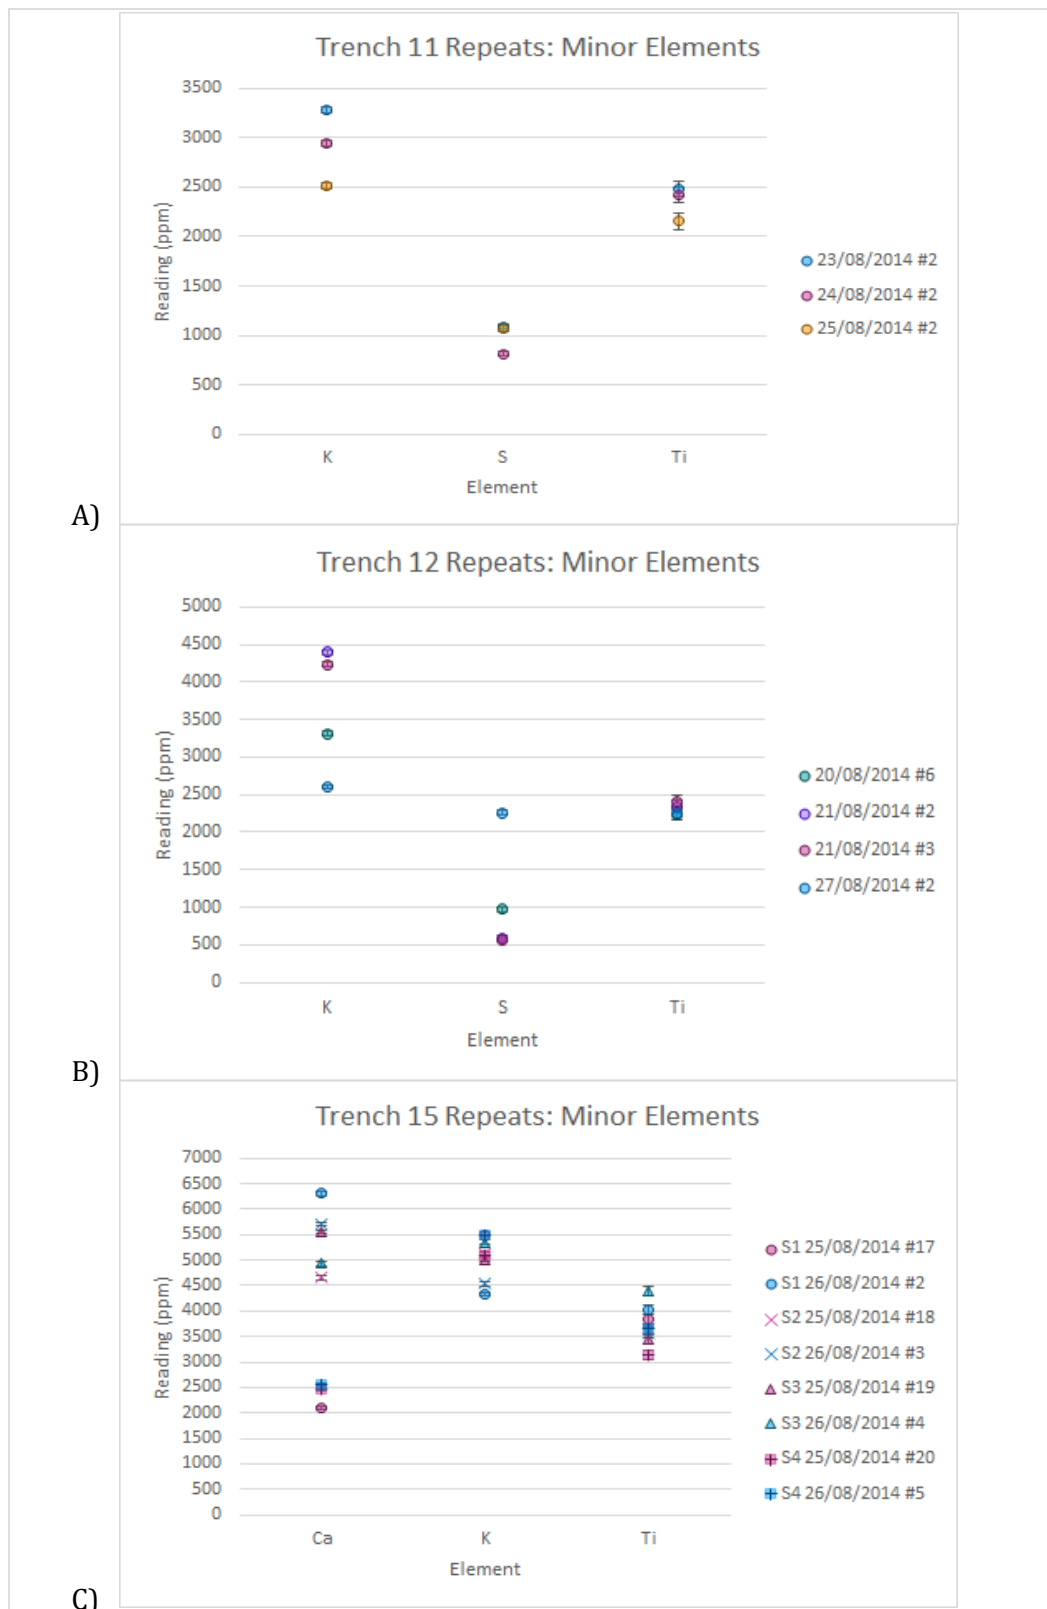 Trench 11 Repeats: Minor Elements
3500
3000
2500
2000
1500
1000
500
0
Reading (ppm)
K S Ti
Element
23/08/2014 #2
24/08/2014 #2
25/08/2014 #2
A)
Trench 12 Repeats: Minor Elements
5000
4500
4000
3500
3000
2500
2000
1500
1000
500
0
Reading (ppm)
K S Ti
Element
20/08/2014 #6
21/08/2014 #2
21/08/2014 #3
27/08/2014 #2
B)
Trench 15 Repeats: Minor Elements
7000
6500
6000
5500
5000
4500
4000
3500
3000
2500
2000
1500
1000
500
0
Reading (ppm)
Ca K Ti
Element
S1 25/08/2014 #17
S1 26/08/2014 #2
S2 25/08/2014 #18
S2 26/08/2014 #3
S3 25/08/2014 #19
S3 26/08/2014 #4
S4 25/08/2014 #20
S4 26/08/2014 #5
C)